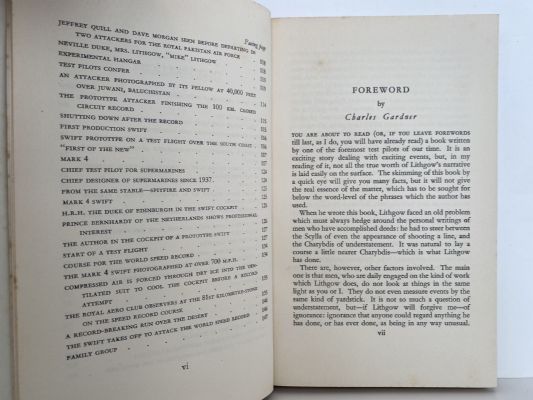 Facing page
JEFFREY QUILL AND DAVE MORGAN SEEN BEFORE DEPARTING IN
TWO ATTACKERS FOR THE ROYAL PAKISTAN AIR FORCE . 108
NEVILLE DUKE, MRS. LITHGOW, "MIKE" LITHGOW . 108
EXPERIMENTAL HANGAR
TEST PILOTS CONFER
AN ATTACKER PHOTOGRAPHED BY ITS FELLOW AT 40,000 FEET
OVER JUWANI, BALUCHISTAN . 114
THE PROTOTYPE ATTACKER FINISHING THE 100 KM. CLOSED
CIRCUIT RECORD
SHUTTING DOWN AFTER THE RECORD
FIRST PRODUCTION SWIFT
SWIFT PROTOTYPE ON A TEST FLIGHT OVER THE SOUTH COAST
"FIRST OF THE NEW"
MARK 4
CHIEF TEST PILOT FOR SUPERMARINES
CHIEF DESIGNER OF SUPERMARINES SINCE 1937
FROM THE SAME STABLE—SPITFIRE AND SWIFT
MARK 4 SWIFT
H.R.H. THE DUKE OF EDINBURGH IN THE SWIFT COCKPIT
PRINCE BERNHARDT OF THE NETHERLANDS SHOWS PROFESSIONAL
INTEREST
THE AUTHOR IN THE COCKPIT OF A PROTOTYPE SWIFT
START OF A TEST FLIGHT
COURSE FOR THE WORLD SPEED RECORD
THE MARK 4 SWIFT PHOTOGRAPHED AT OVER 700 M.P.H.
COMPRESSED AIR IS FORCED THROUGH DRY ICE INTO THE VEN-
TILATED SUIT TO COOL THE COCKPIT BEFORE A RECORD
ATTEMPT
THE ROYAL AERO CLUB OBSERVERS AT THE 81ST KILOMETRE-STONE
ON THE SPEED RECORD COURSE
A RECORD-BREAKING RUN OVER THE DESERT
THE SWIFT TAKES OFF TO ATTACK THE WORLD SPEED RECORD
FAMILY GROUP
vi
FOREWORD
by
Charles Gardner
YOU ARE ABOUT TO READ (OR, IF YOU LEAVE FOREWORDS
till last, as I do, you will have already read) a book written
by one of the foremost test pilots of our time. It is an
exciting story dealing with exciting events, but, in my
reading of it, not all the true worth of Lithgow's narrative
is laid easily on the surface. The skimming of this book by
a quick eye will give you many facts, but it will not give
the real essence of the matter, which has to be sought for
below the word-level of the phrases which the author has
used.
When he wrote this book, Lithgow faced an old problem
which must always hedge around the personal writings of
men who have accomplished deeds: he had to steer between
the Scylla of even the appearance of shooting a line, and
the Charybdis of understatement. It was natural to lay
a course a little nearer Charybdis—which is what Lithgow
has done.
There are, however, other factors involved. The main
one is that men, who are daily engaged on the kind of work
which Lithgow does, do not look at things in the same
light as you or I. They do not even measure events by the
same kind of yardstick. It is not so much a question
of understatement, but—if Lithgow will forgive me—of
ignorance: ignorance that anyone could regard anything he
has done, or has ever done, as being in any way unusual.
vii